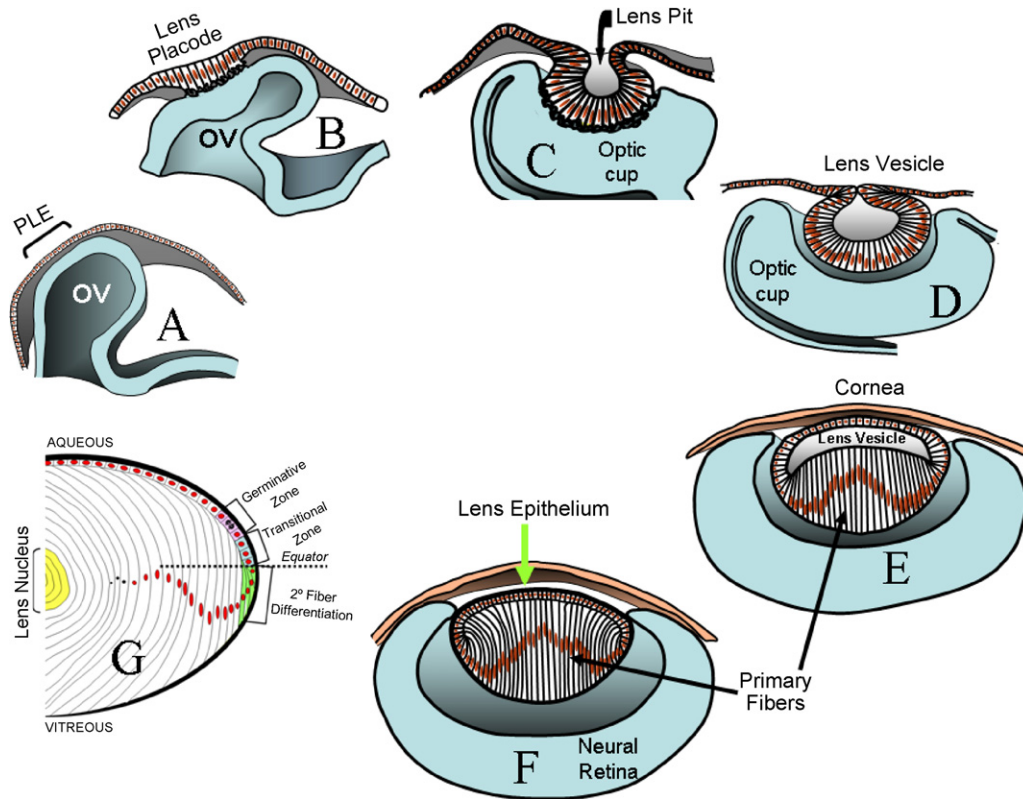 Lens
Placode
OV
B
Lens Pit
C
Optic
cup
Lens Vesicle
Optic
cup
D
PLE
OV
A
Cornea
Lens Vesicle
E
AQUEOUS
Germinative
Zone
Transitional
Zone
Equator
2º Fiber
Differentiation
Lens Nucleus
G
VITREOUS
Lens Epithelium
Primary
Fibers
F
Neural
Retina